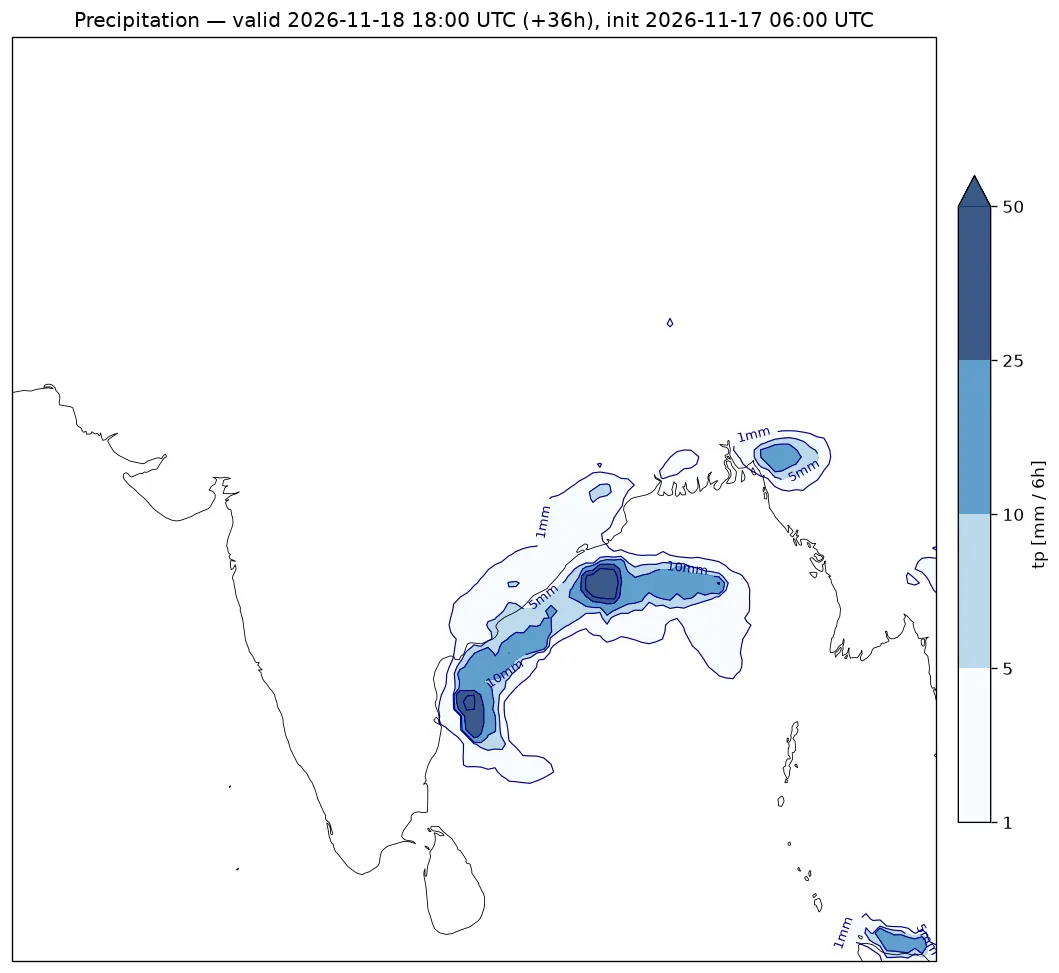 Precipitation — valid 2026-11-18 18:00 UTC (+36h), init 2026-11-17 06:00 UTC
50
25
10
5
1
tp [mm / 6h]
1mm
5mm
1mm
10mm
5mm
10mm
1mm
5mm